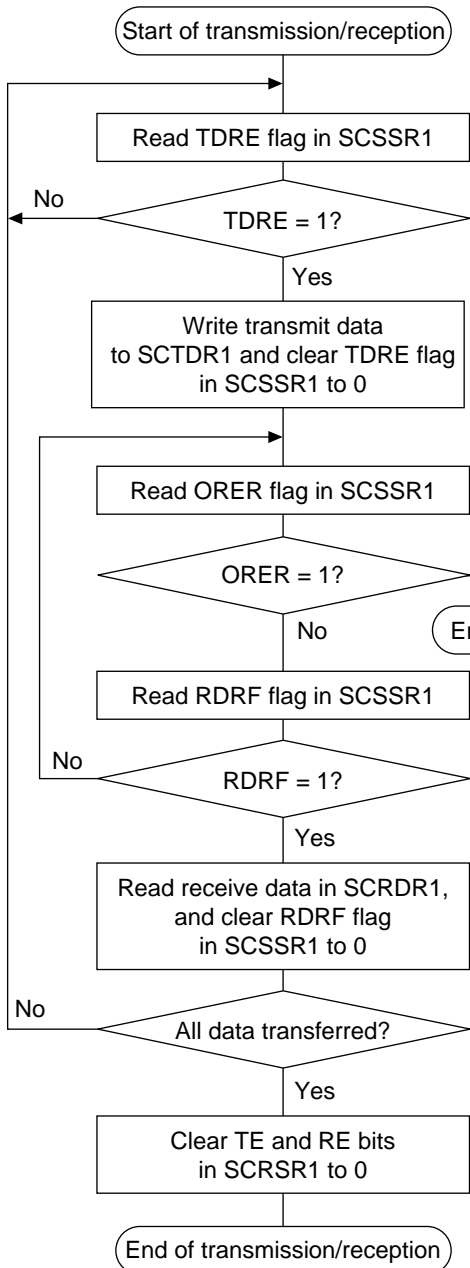 Start of transmission/reception
Read TDRE flag in SCSSR1
No
TDRE = 1?
Yes
Write transmit data
to SCTDR1 and clear TDRE flag
in SCSSR1 to 0
Read ORER flag in SCSSR1
ORER = 1?
No
Read RDRF flag in SCSSR1
No
RDRF = 1?
Yes
Read receive data in SCRDR1,
and clear RDRF flag
in SCSSR1 to 0
No
All data transferred?
Yes
Clear TE and RE bits
in SCRSR1 to 0
End of transmission/reception